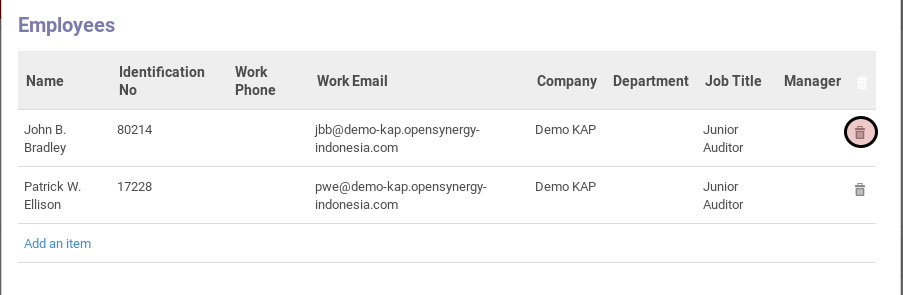 Employees
Name Identification No Work Phone Work Email Company Department Job Title Manager
John B. Bradley 80214 jbb@demo-kap.opensynergy-indonesia.com Demo KAP Junior Auditor
Patrick W. Ellison 17228 pwe@demo-kap.opensynergy-indonesia.com Demo KAP Junior Auditor
Add an item